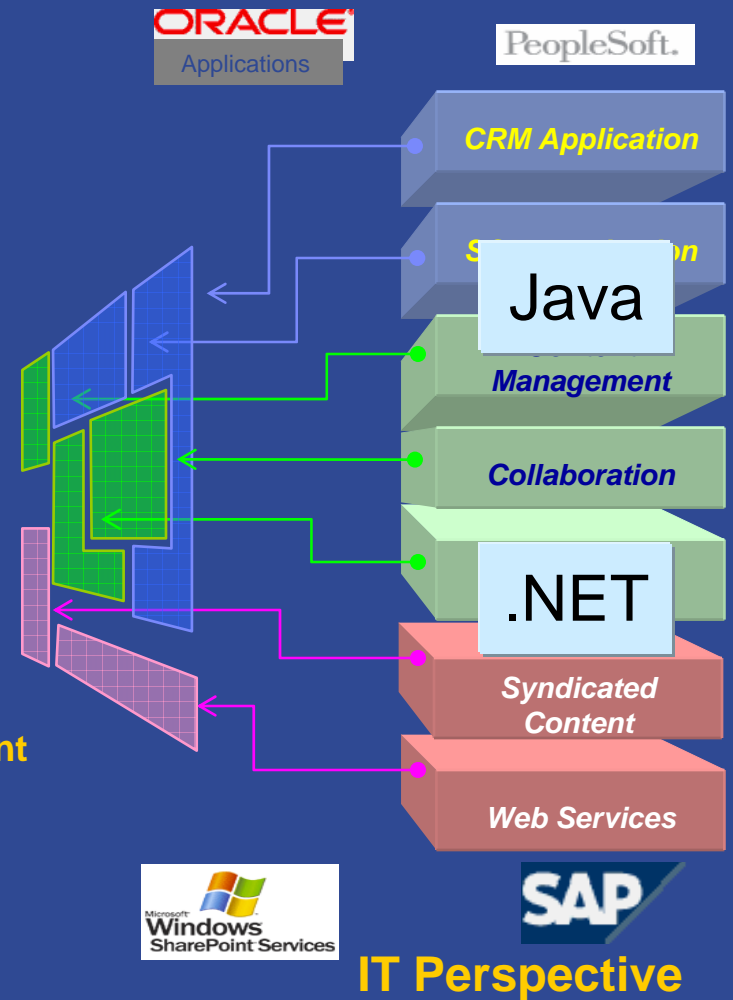 ORACLE
Applications
PeopleSoft.
CRM Application
Java
Management
Collaboration
.NET
Syndicated
Content
nt
Web Services
Microsoft
Windows
SharePoint Services
SAP
IT Perspective